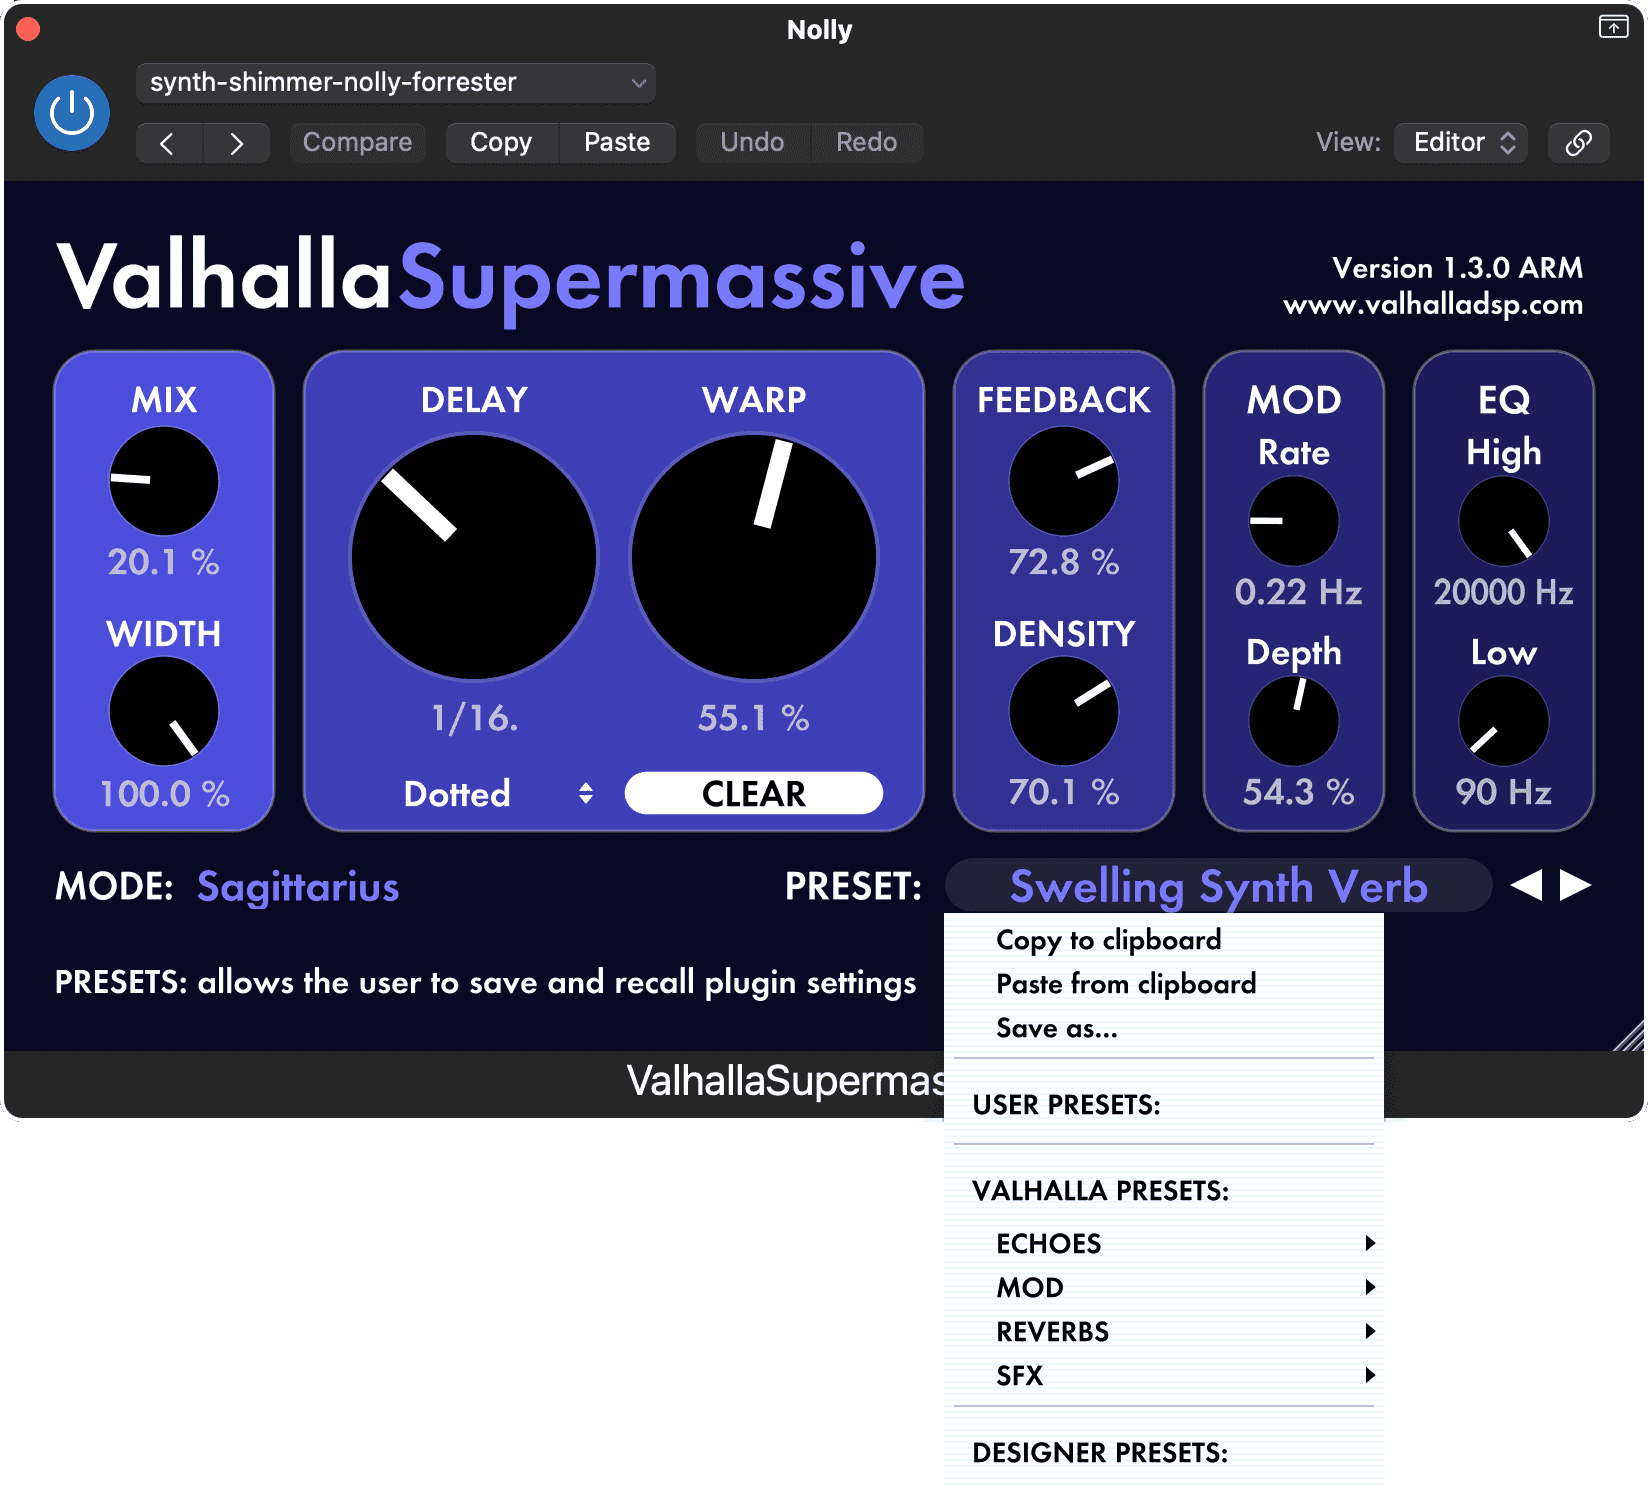 Nolly
synth-shimmer-nolly-forrester
Compare Copy Paste Undo Redo View: Editor
ValhallaSupermassive
Version 1.3.0 ARM
www.valhalladsp.com
MIX DELAY WARP FEEDBACK MOD EQ
Rate High
20.1 % 72.8 % 0.22 Hz 20000 Hz
WIDTH DENSITY Depth Low
1/16. 55.1 %
100.0 % Dotted CLEAR 70.1 % 54.3 % 90 Hz
MODE: Sagittarius PRESET: Swelling Synth Verb
Copy to clipboard
PRESETS: allows the user to save and recall plugin settings Paste from clipboard
Save as...
ValhallaSupermas
USER PRESETS:
VALHALLA PRESETS:
ECHOES
MOD
REVERBS
SFX
DESIGNER PRESETS: